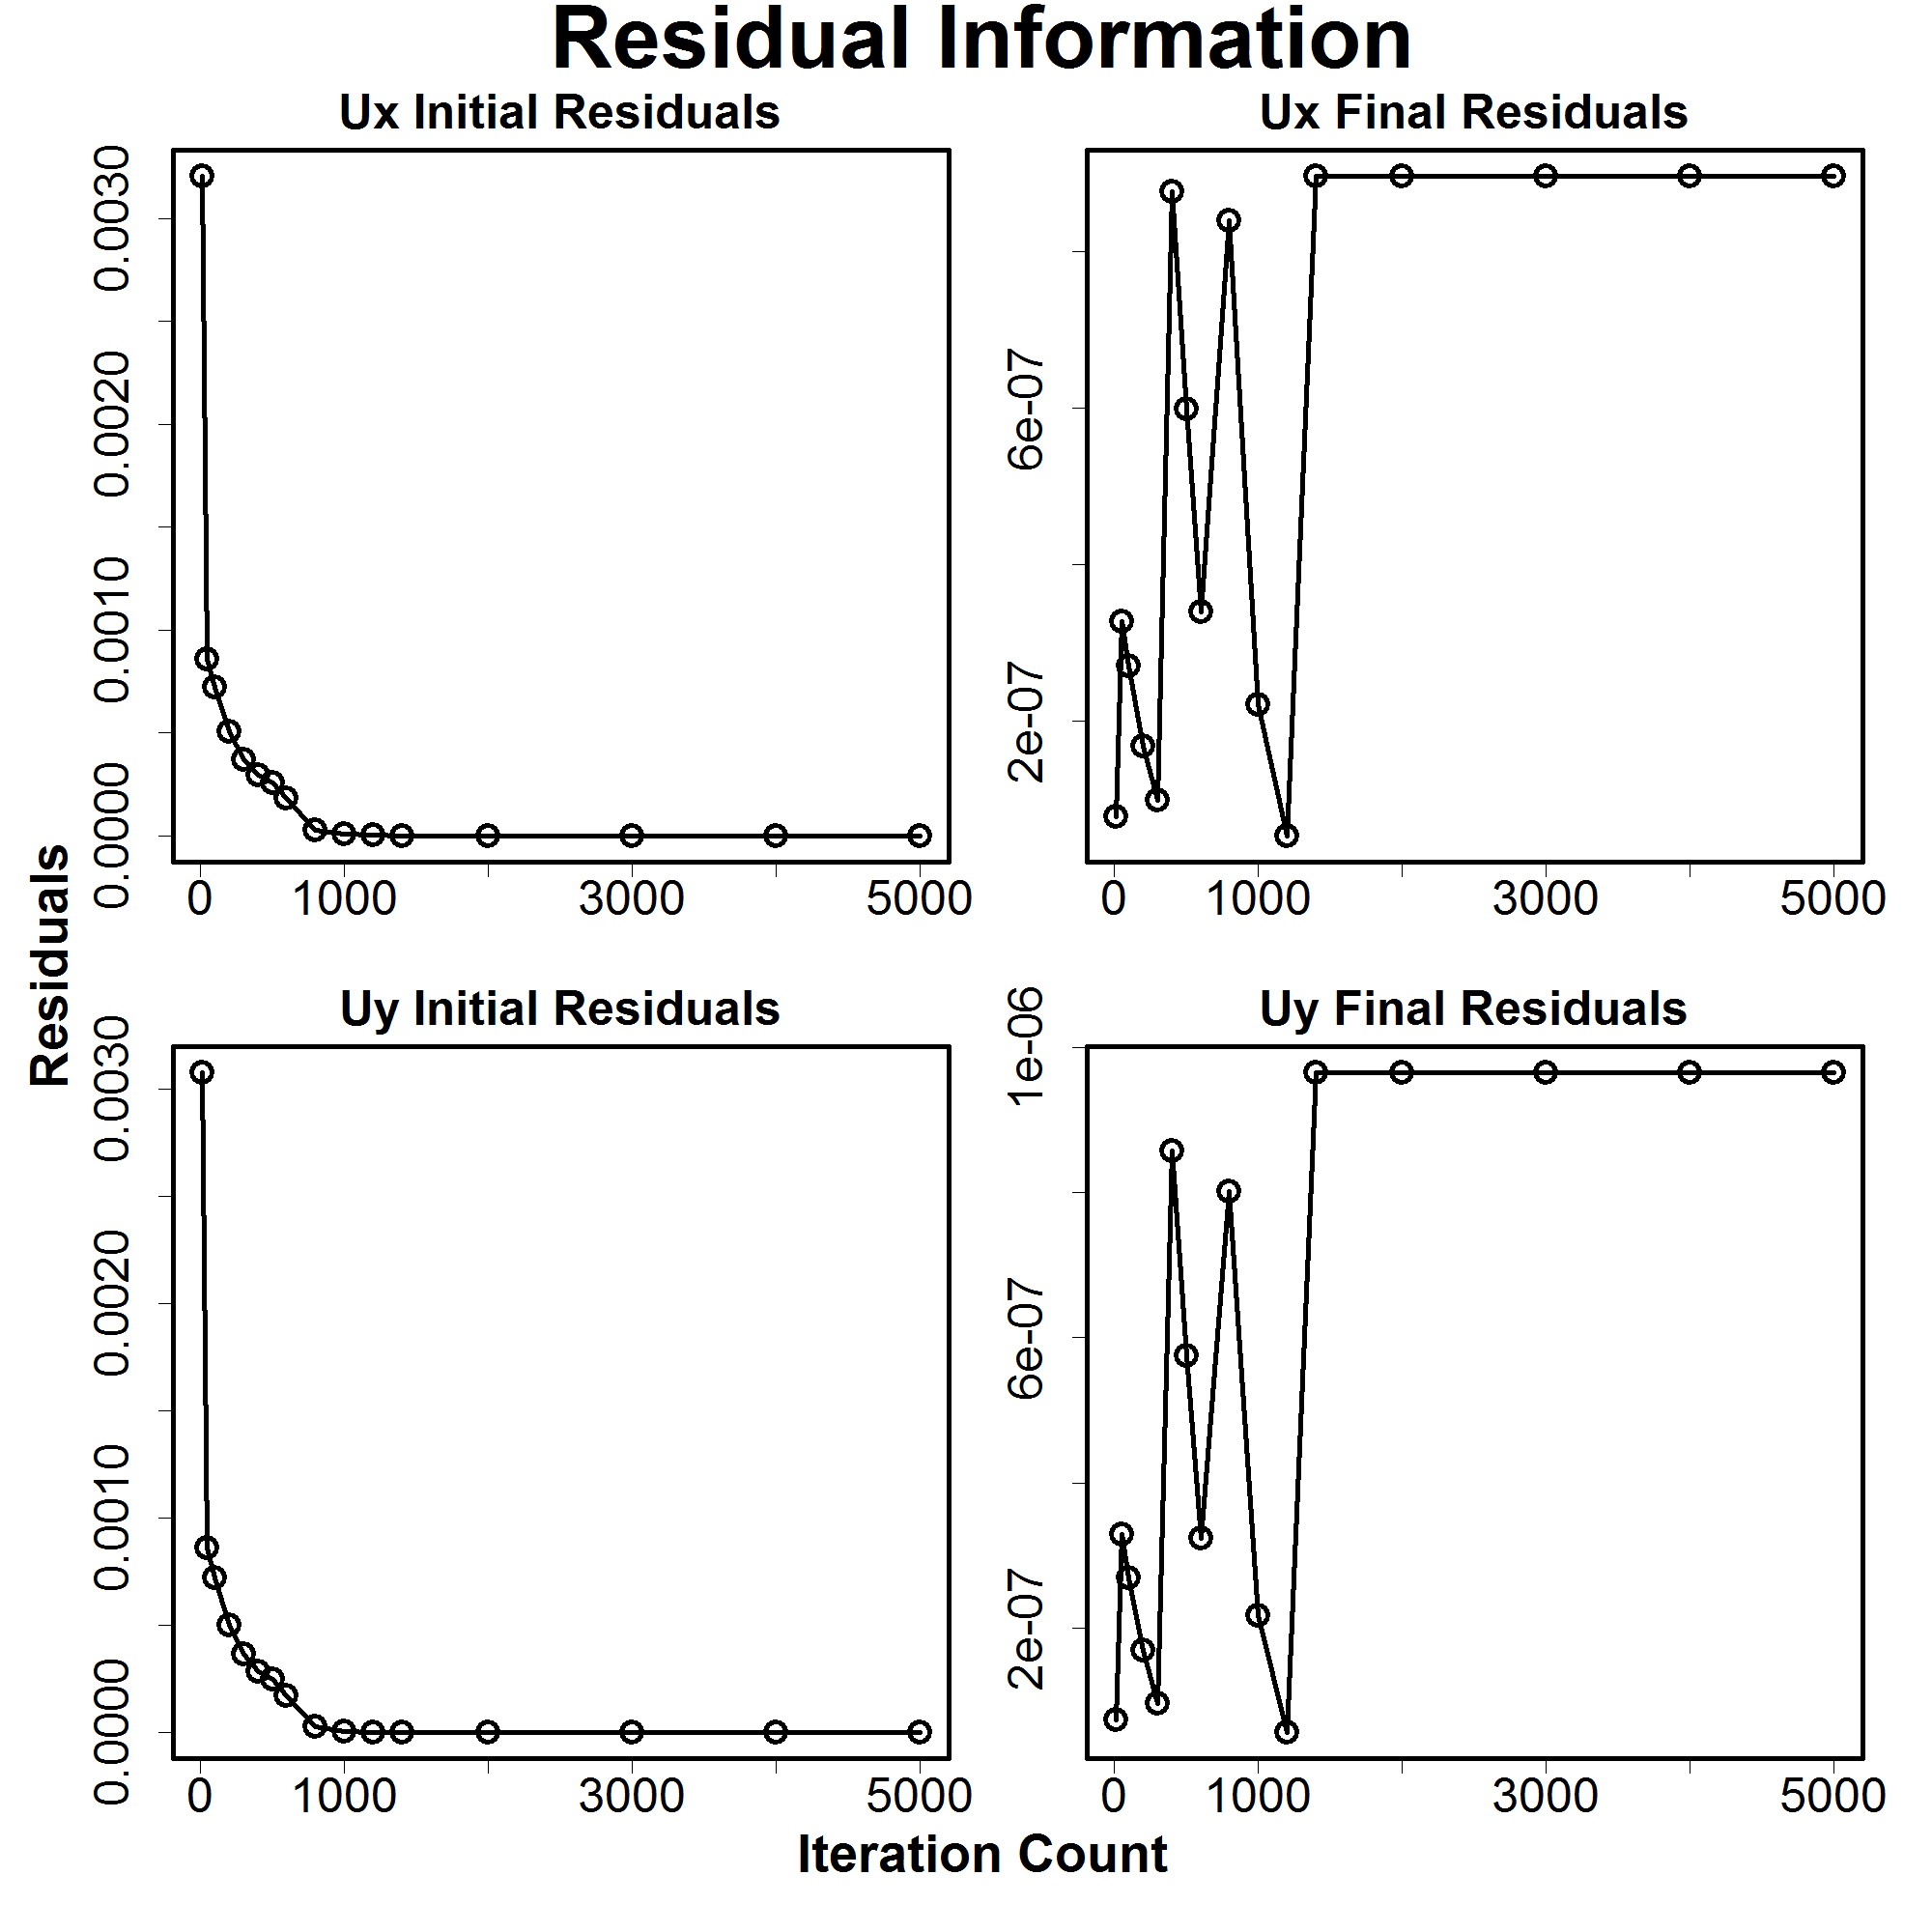 Residual Information
Ux Initial Residuals
0.0030
0.0020
0.0010
0.0000
0 1000 3000 5000
Ux Final Residuals
6e-07
2e-07
0 1000 3000 5000
Residuals
Uy Initial Residuals
0.0030
0.0020
0.0010
0.0000
0 1000 3000 5000
Uy Final Residuals
1e-06
6e-07
2e-07
0 1000 3000 5000
Iteration Count